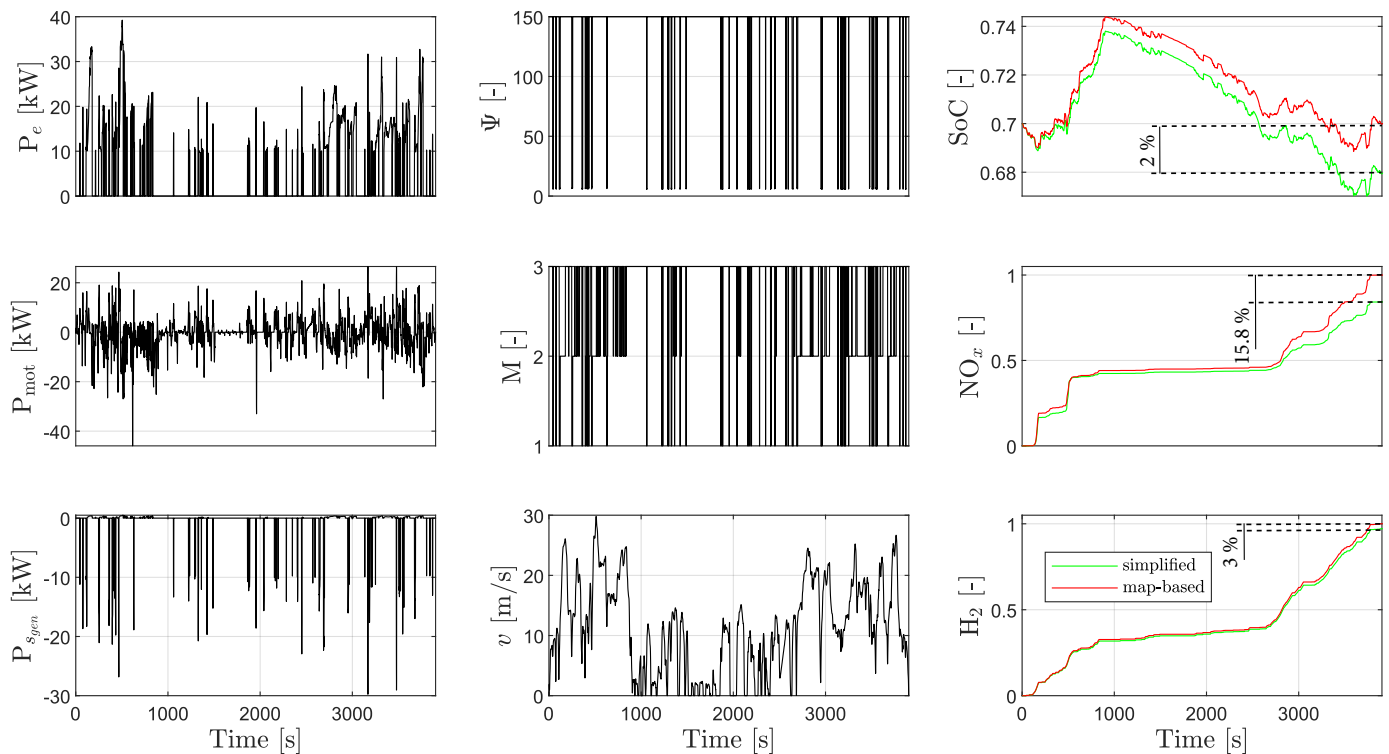 40
30
20
10
0
P_e [kW]
150
100
50
0
Ψ [-]
0.74
0.72
0.7
0.68
SoC [-]
2 %
20
0
-20
-40
P_mot [kW]
3
2
1
M [-]
1
0.5
0
NO_x [-]
15.8 %
0
-10
-20
-30
P_s_gen [kW]
0 1000 2000 3000
Time [s]
30
20
10
0
v [m/s]
0 1000 2000 3000
Time [s]
1
0.5
0
H_2 [-]
3 %
simplified
map-based
0 1000 2000 3000
Time [s]